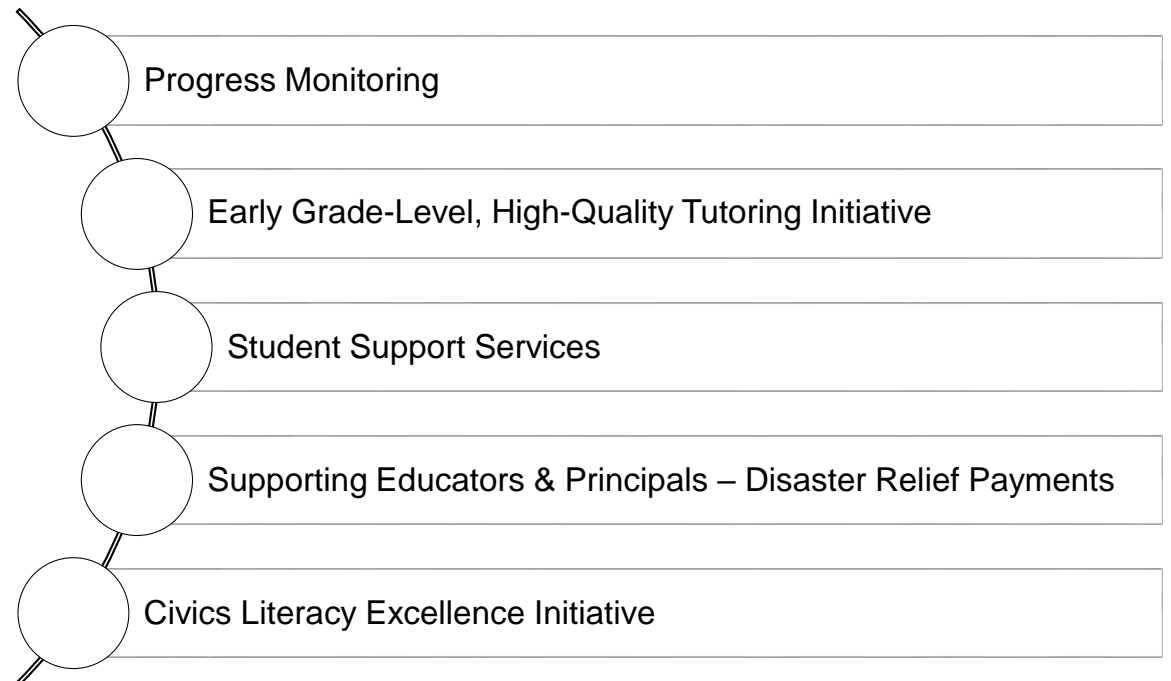 Progress Monitoring
Early Grade-Level, High-Quality Tutoring Initiative
Student Support Services
Supporting Educators & Principals – Disaster Relief Payments
Civics Literacy Excellence Initiative